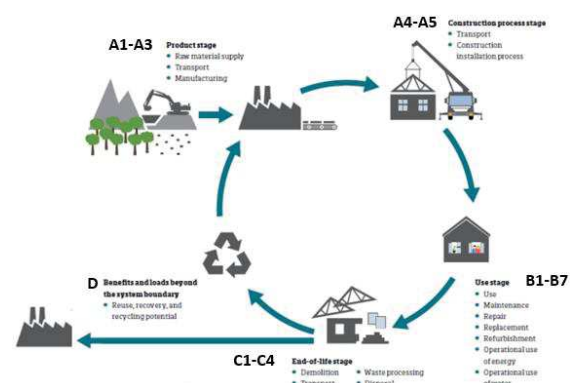 A1-A3
Product stage
• Raw material supply
• Transport
• Manufacturing
A4-A5
Construction process stage
• Transport
• Construction
installation process
B1-B7
Use stage
• Use
• Maintenance
• Repair
• Replacement
• Refurbishment
• Operational use
of energy
• Operational use
D
Benefits and loads beyond
the system boundary
• Reuse, recovery, and
recycling potential
C1-C4
End-of-life stage
• Demolition
• Waste processing